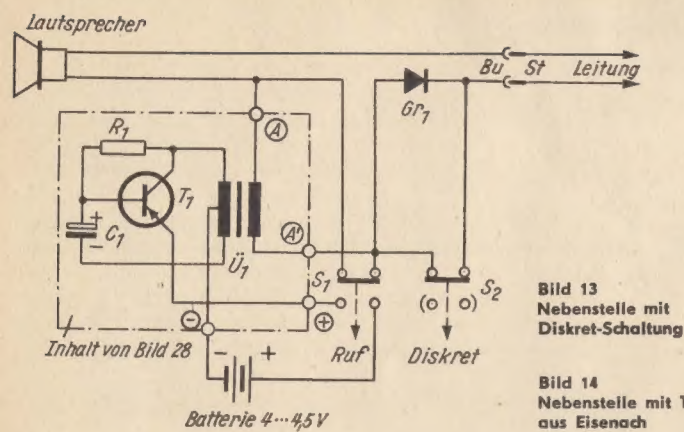 Lautsprecher
Bu St Leitung
Gr1
A
R1
T1
C1
+
-
Ü1
A'
S1
S2
- +
Inhalt von Bild 28
Ruf Diskret
- +
Batterie 4...4,5V
Bild 13
Nebenstelle mit
Diskret-Schaltung
Bild 14
Nebenstelle mit T
aus Eisenach